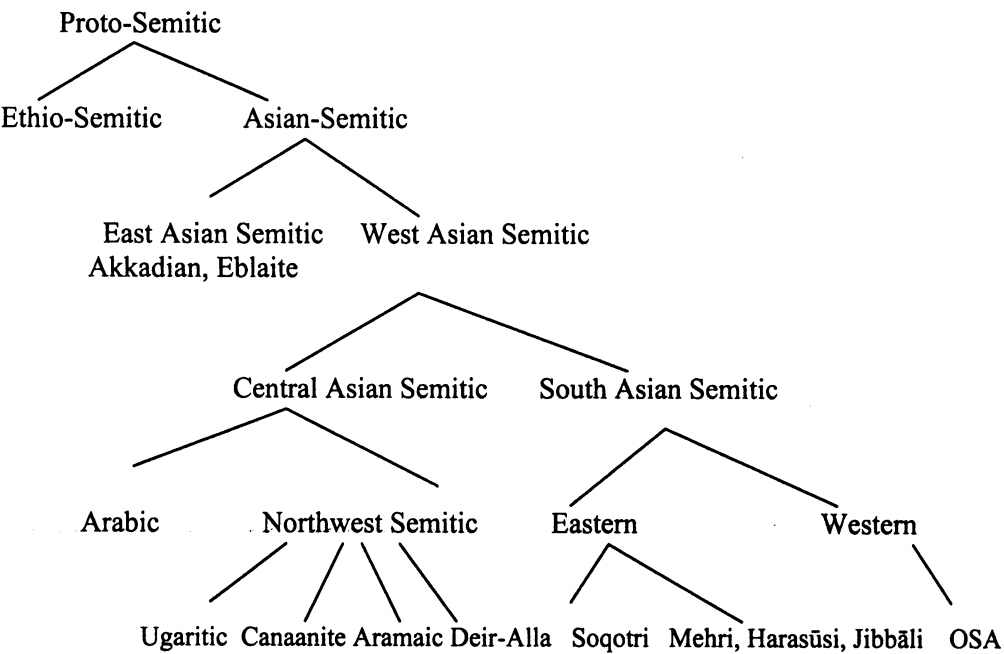 Proto-Semitic
Ethio-Semitic Asian-Semitic
East Asian Semitic West Asian Semitic
Akkadian, Eblaite
Central Asian Semitic South Asian Semitic
Arabic Northwest Semitic Eastern Western
Ugaritic Canaanite Aramaic Deir-Alla Soqotri Mehri, Harasūsi, Jibbāli OSA